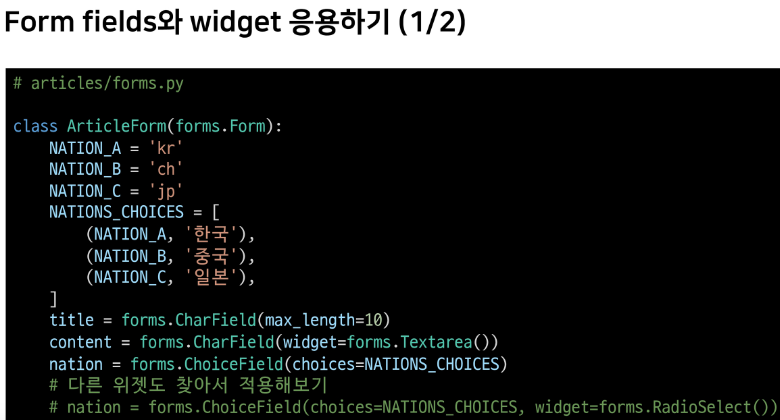 Form fields와 widget 응용하기 (1/2)
# articles/forms.py
class ArticleForm(forms.Form):
    NATION_A = 'kr'
    NATION_B = 'ch'
    NATION_C = 'jp'
    NATIONS_CHOICES = [
        (NATION_A, '한국'),
        (NATION_B, '중국'),
        (NATION_C, '일본'),
    ]
    title = forms.CharField(max_length=10)
    content = forms.CharField(widget=forms.Textarea())
    nation = forms.ChoiceField(choices=NATIONS_CHOICES)
    # 다른 위젯도 찾아서 적용해보기
    # nation = forms.ChoiceField(choices=NATIONS_CHOICES, widget=forms.RadioSelect())